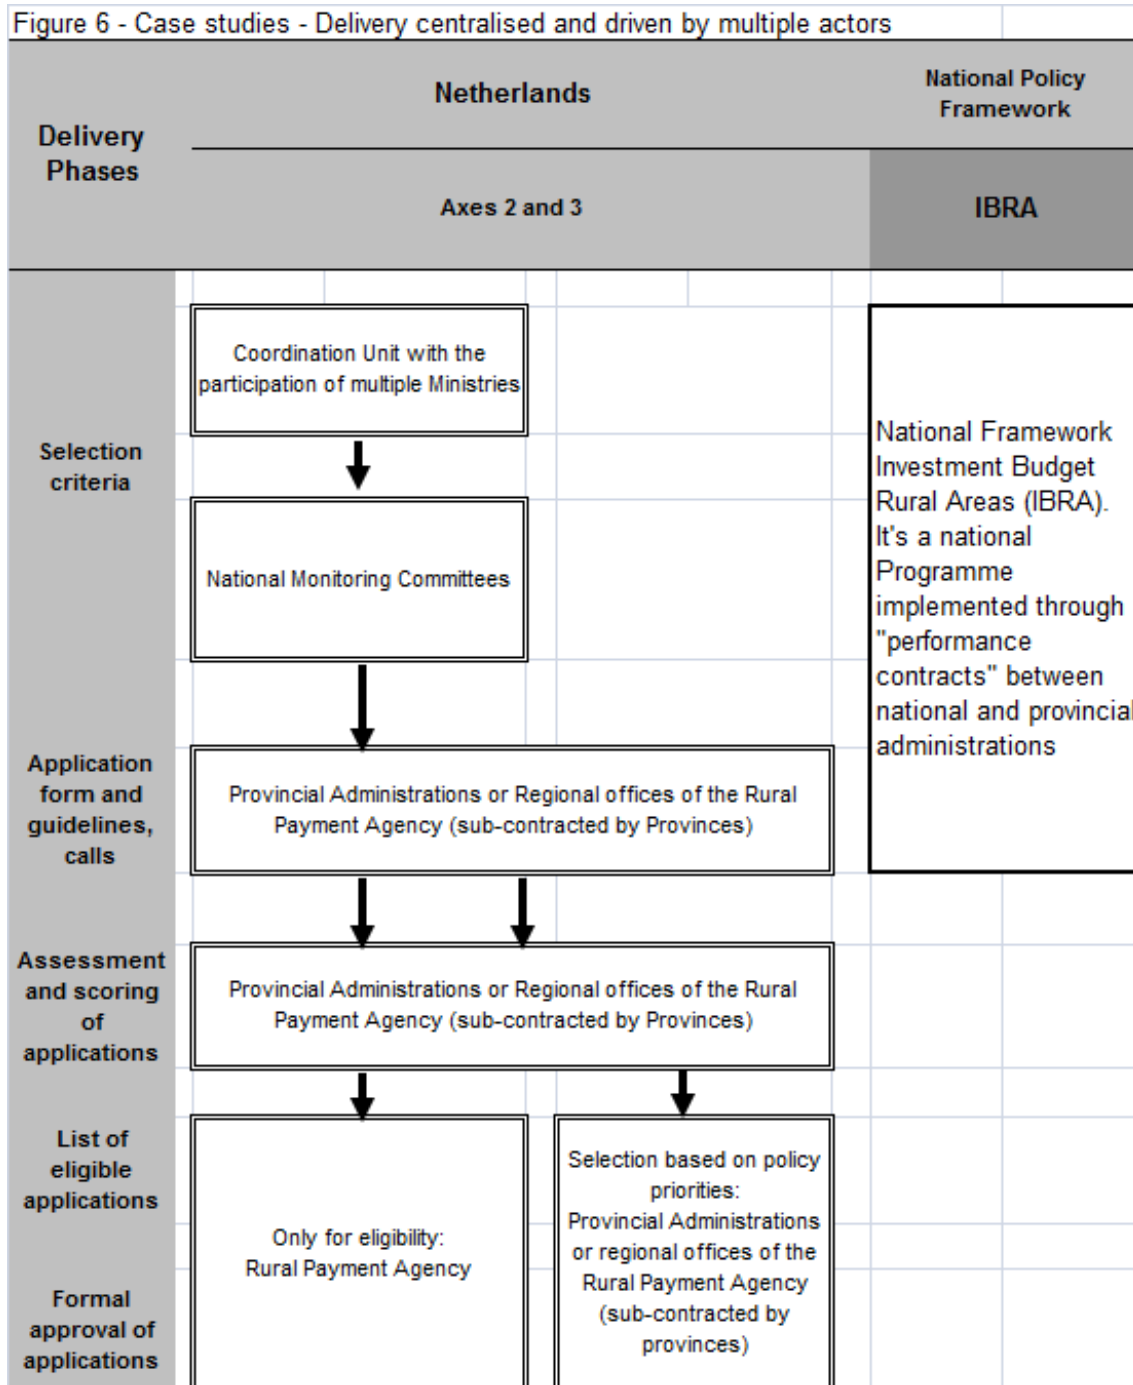 Figure 6 - Case studies - Delivery centralised and driven by multiple actors
Delivery
Phases
Netherlands
National Policy
Framework
Axes 2 and 3
IBRA
Selection
criteria
Coordination Unit with the
participation of multiple Ministries
National Monitoring Committees
National Framework
Investment Budget
Rural Areas (IBRA).
It's a national
Programme
implemented through
"performance
contracts" between
national and provincial
administrations
Application
form and
guidelines,
calls
Provincial Administrations or Regional offices of the Rural
Payment Agency (sub-contracted by Provinces)
Assessment
and scoring
of
applications
Provincial Administrations or Regional offices of the Rural
Payment Agency (sub-contracted by Provinces)
List of
eligible
applications
Formal
approval of
applications
Only for eligibility:
Rural Payment Agency
Selection based on policy
priorities:
Provincial Administrations
or regional offices of the
Rural Payment Agency
(sub-contracted by
provinces)